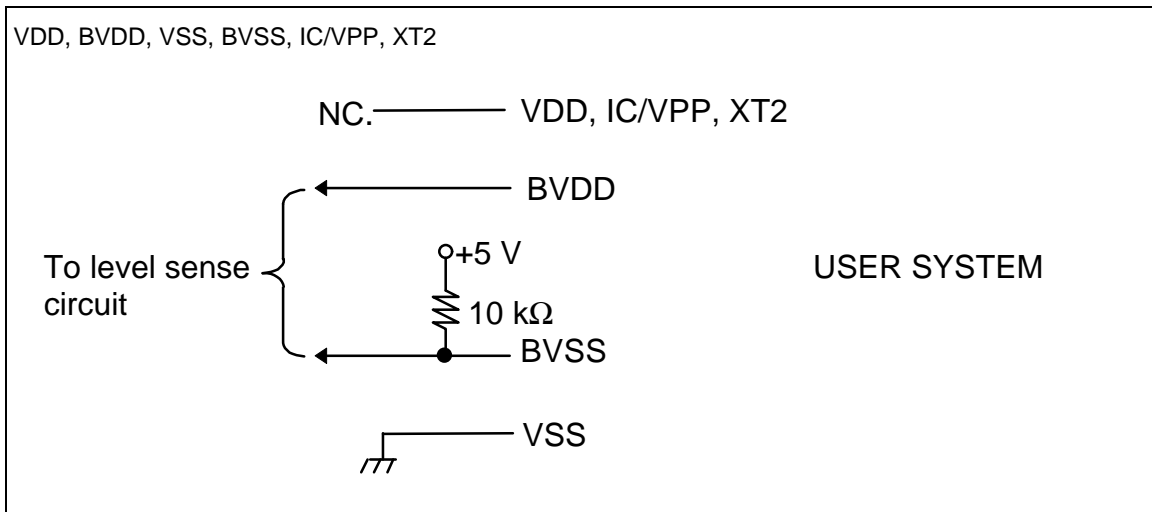 VDD, BVDD, VSS, BVSS, IC/VPP, XT2
NC.
VDD, IC/VPP, XT2
BVDD
+5 V
To level sense
circuit
USER SYSTEM
10 kΩ
BVSS
VSS